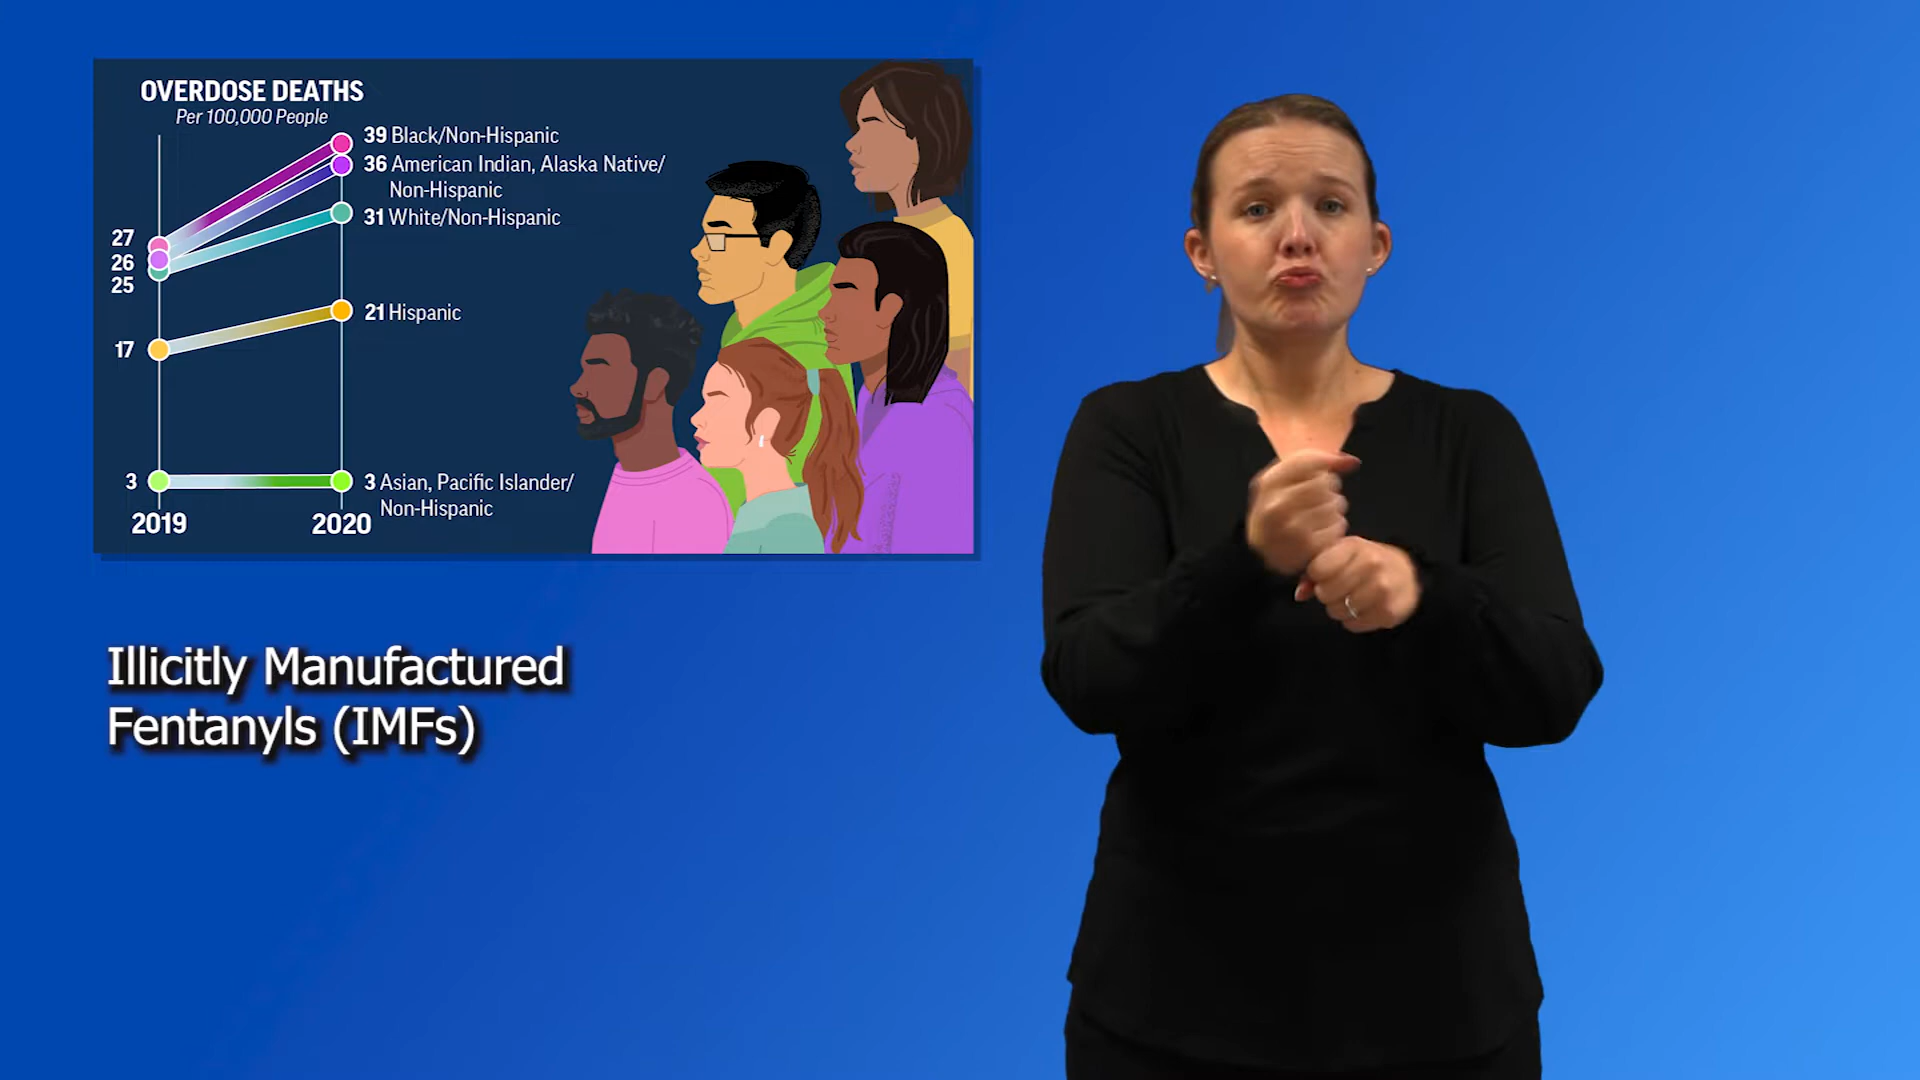 OVERDOSE DEATHS
Per 100,000 People
39 Black/Non-Hispanic
36 American Indian, Alaska Native/
Non-Hispanic
31 White/Non-Hispanic
27
26
25
21 Hispanic
17
3
3 Asian, Pacific Islander/
Non-Hispanic
2019
2020
Illicitly Manufactured
Fentanyls (IMFs)